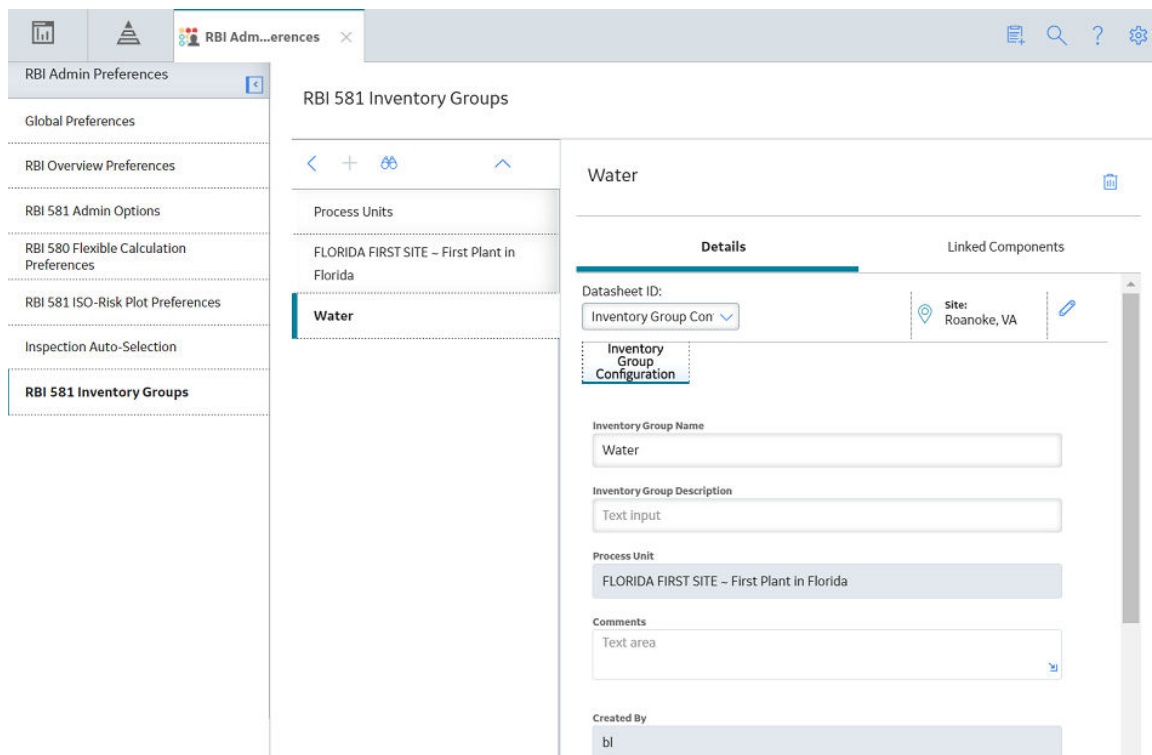 RBI Adm...erences
RBI Admin Preferences
Global Preferences
RBI Overview Preferences
RBI 581 Admin Options
RBI 580 Flexible Calculation
Preferences
RBI 581 ISO-Risk Plot Preferences
Inspection Auto-Selection
RBI 581 Inventory Groups
RBI 581 Inventory Groups
Process Units
FLORIDA FIRST SITE ~ First Plant in
Florida
Water
Water
Details
Linked Components
Datasheet ID:
Inventory Group Con
Site:
Roanoke, VA
Inventory
Group
Configuration
Inventory Group Name
Water
Inventory Group Description
Text input
Process Unit
FLORIDA FIRST SITE ~ First Plant in Florida
Comments
Text area
Created By
bl